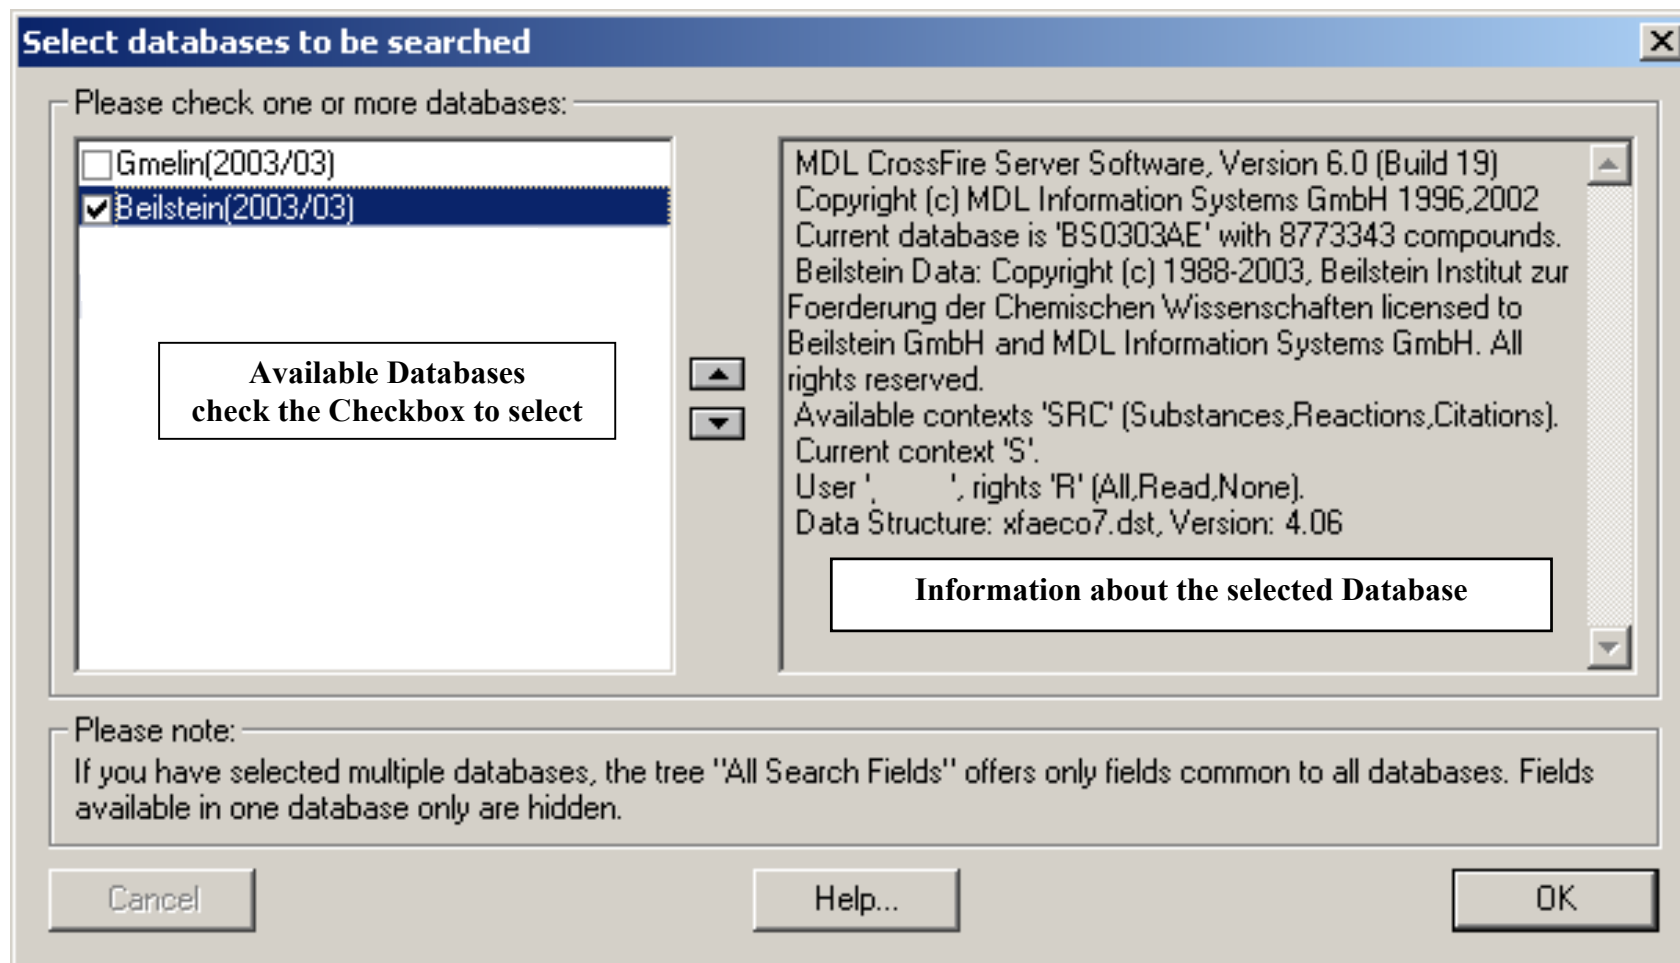 Select databases to be searched
Please check one or more databases:
Gmelin(2003/03)
Beilstein(2003/03)
Available Databases
check the Checkbox to select
MDL CrossFire Server Software, Version 6.0 (Build 19)
Copyright (c) MDL Information Systems GmbH 1996,2002
Current database is 'BS0303AE' with 8773343 compounds.
Beilstein Data: Copyright (c) 1988-2003, Beilstein Institut zur
Foerderung der Chemischen Wissenschaften licensed to
Beilstein GmbH and MDL Information Systems GmbH. All
rights reserved.
Available contexts 'SRC' (Substances,Reactions,Citations).
Current context 'S'.
User ' ', rights 'R' (All,Read,None).
Data Structure: xfaeco7.dst, Version: 4.06
Information about the selected Database
Please note:
If you have selected multiple databases, the tree "All Search Fields" offers only fields common to all databases. Fields
available in one database only are hidden.
Cancel
Help...
OK